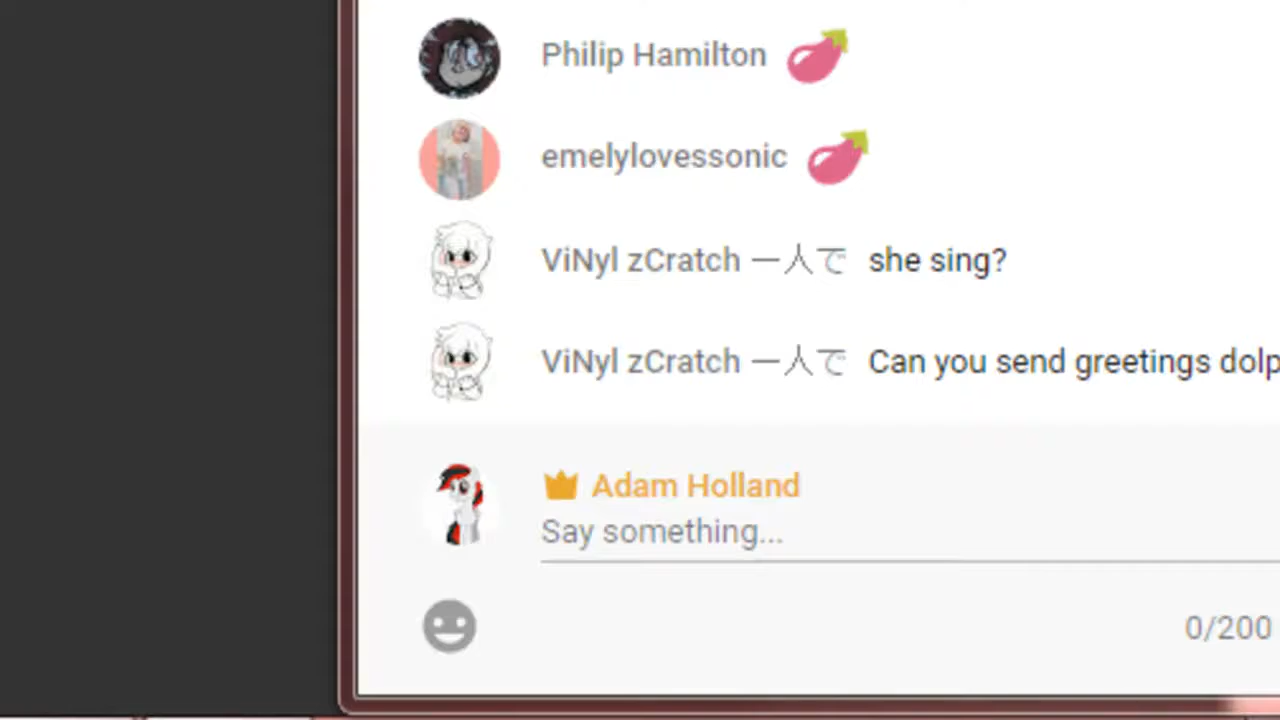 Philip Hamilton
emelylovessonic
ViNyl zCratch 一人で she sing?
ViNyl zCratch 一人で Can you send greetings dolp
Adam Holland
Say something...
0/200